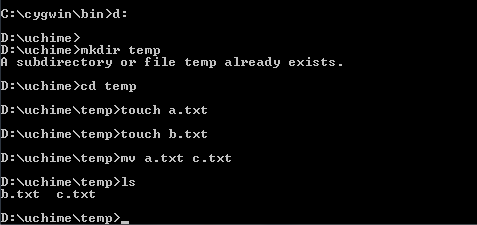 C:\cygwin\bin>d:
D:\uchime>
D:\uchime>mkdir temp
A subdirectory or file temp already exists.
D:\uchime>cd temp
D:\uchime\temp>touch a.txt
D:\uchime\temp>touch b.txt
D:\uchime\temp>mv a.txt c.txt
D:\uchime\temp>ls
b.txt  c.txt
D:\uchime\temp>_